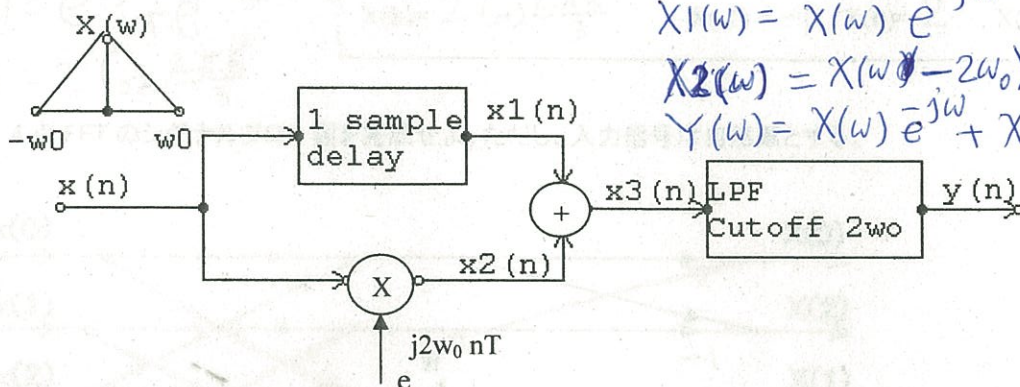 X(w)
-w0 w0
x(n)
1 sample
delay
x1(n)
X
x2(n)
j2w₀ nT
e
+
x3(n)
LPF
Cutoff 2wo
y(n)
X1(ω) = X(ω) e
X2(ω) = X(ω - 2ω₀)
Y(ω) = X(ω) e^-jω + X